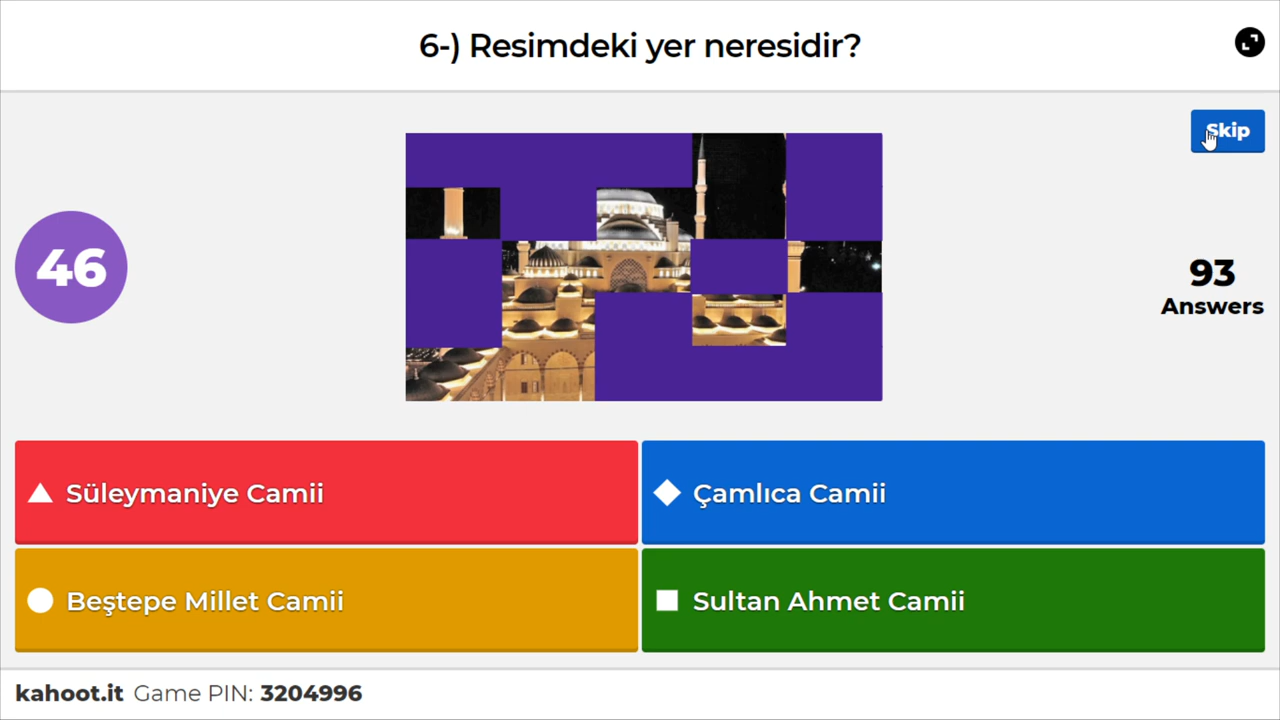 6-) Resimdeki yer neresidir?
Skip
46
93
Answers
Süleymaniye Camii
Çamlıca Camii
Beştepe Millet Camii
Sultan Ahmet Camii
kahoot.it Game PIN: 3204996